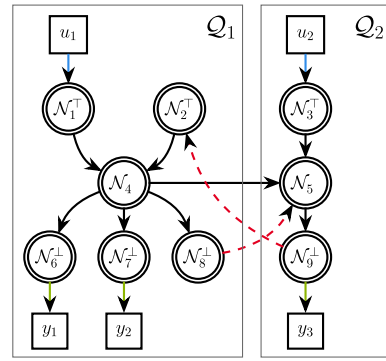 u₁ 𝒬₁ u₂ 𝒬₂
𝒩₁^⊤ 𝒩₂^⊤ 𝒩₃^⊤
𝒩₄ 𝒩₅
𝒩₆^⊥ 𝒩₇^⊥ 𝒩₈^⊥ 𝒩₉^⊥
y₁ y₂ y₃